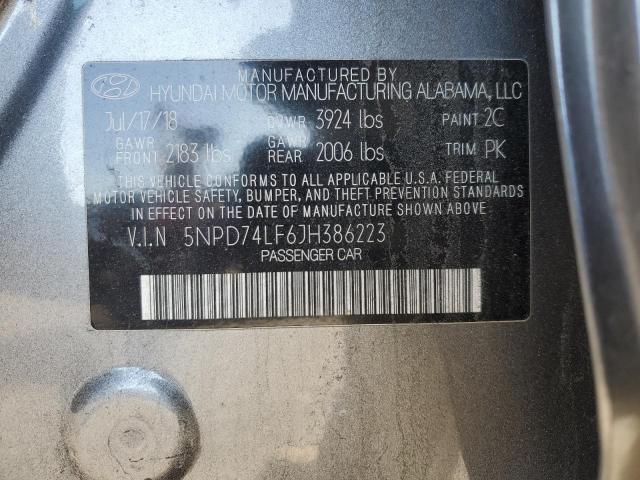 MANUFACTURED BY
HYUNDAI MOTOR MANUFACTURING ALABAMA, LLC
Jul/17/18 GVWR 3924 lbs PAINT 2C
GAWR FRONT 2183 lbs GAWR REAR 2006 lbs TRIM PK
THIS VEHICLE CONFORMS TO ALL APPLICABLE U.S.A. FEDERAL
MOTOR VEHICLE SAFETY, BUMPER, AND THEFT PREVENTION STANDARDS
IN EFFECT ON THE DATE OF MANUFACTURE SHOWN ABOVE.
V.I.N 5NPD74LF6JH386223
PASSENGER CAR